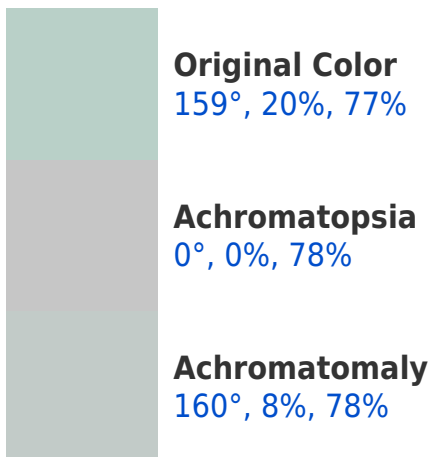 Original Color
159°, 20%, 77%
Achromatopsia
0°, 0%, 78%
Achromatomaly
160°, 8%, 78%